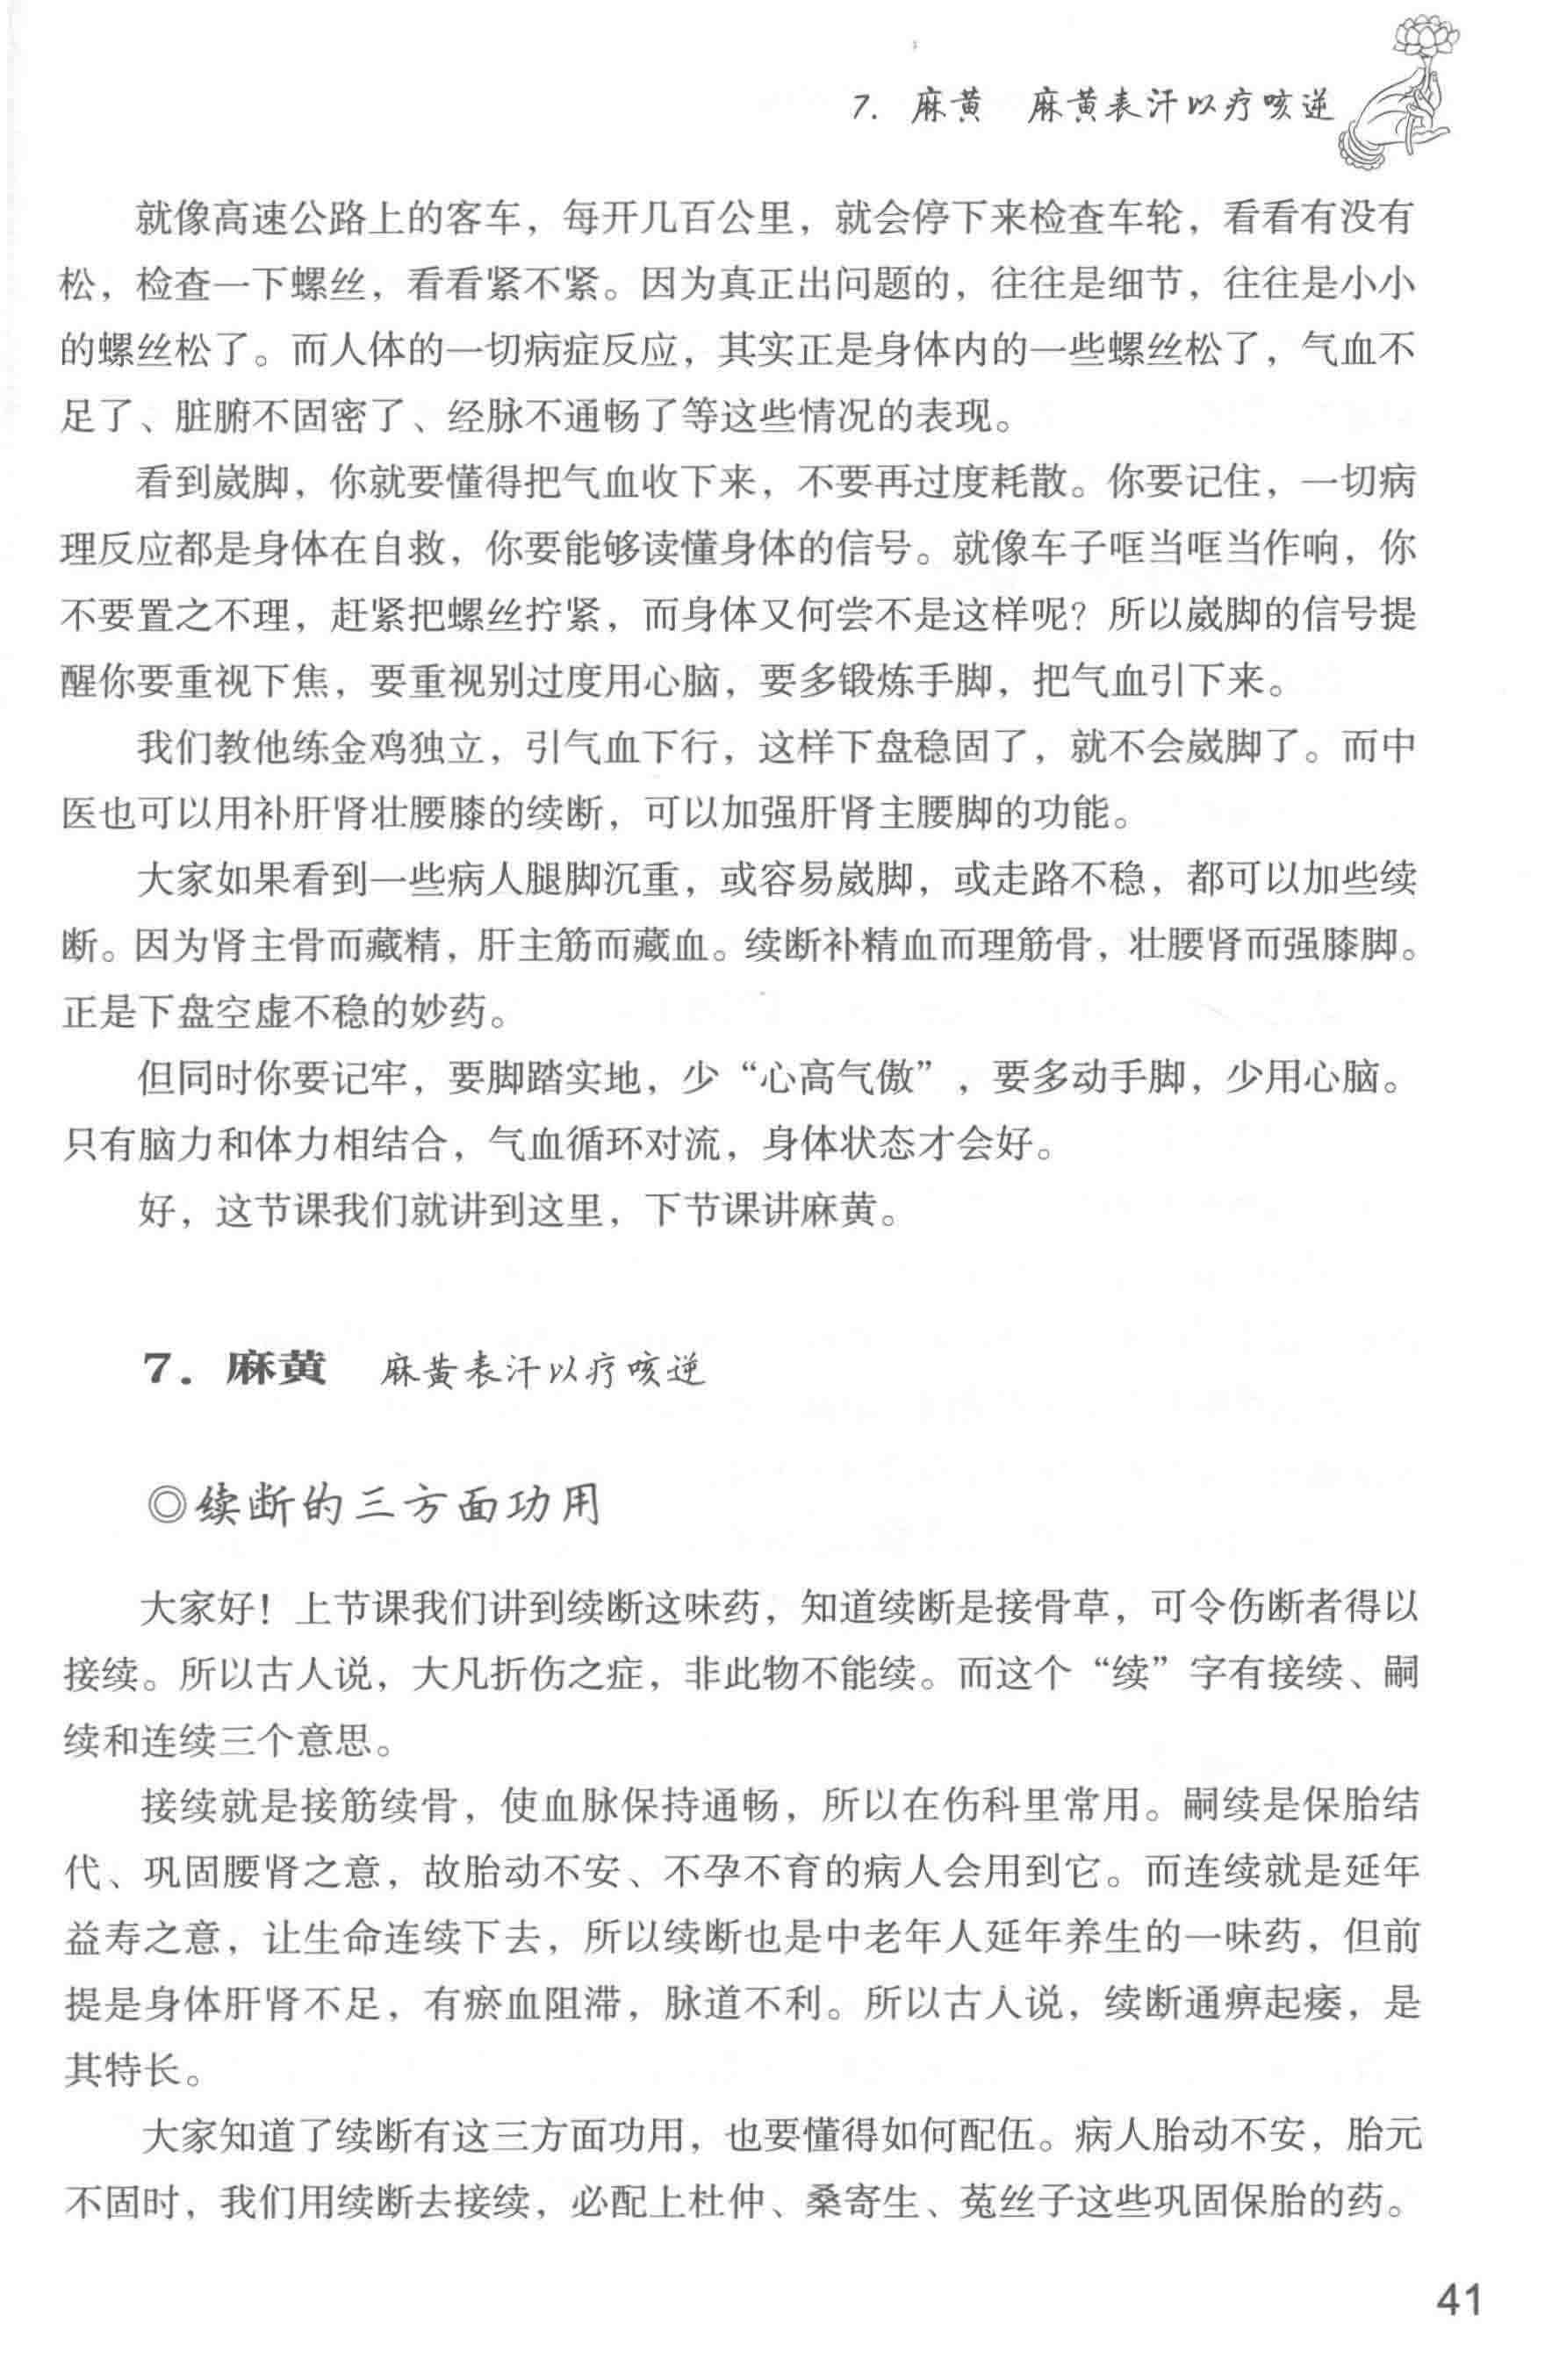 7. 麻黄 麻黄表汗以疗咳逆
就像高速公路上的客车，每开几百公里，就会停下来检查车轮，看看有没有
松，检查一下螺丝，看看紧不紧。因为真正出问题的，往往是细节，往往是小小
的螺丝松了。而人体的一切病症反应，其实正是身体内的一些螺丝松了，气血不
足了、脏腑不固密了、经脉不通畅了等这些情况的表现。
看到崴脚，你就要懂得把气血收下来，不要再过度耗散。你要记住，一切病
理反应都是身体在自救，你要能够读懂身体的信号。就像车子哐当哐当作响，你
不要置之不理，赶紧把螺丝拧紧，而身体又何尝不是这样呢？所以崴脚的信号提
醒你要重视下焦，要重视别过度用心脑，要多锻炼手脚，把气血引下来。
我们教他练金鸡独立，引气血下行，这样下盘稳固了，就不会崴脚了。而中
医也可以用补肝肾壮腰膝的续断，可以加强肝肾主腰脚的功能。
大家如果看到一些病人腿脚沉重，或容易崴脚，或走路不稳，都可以加些续
断。因为肾主骨而藏精，肝主筋而藏血。续断补精血而理筋骨，壮腰肾而强膝脚。
正是下盘空虚不稳的妙药。
但同时你要记牢，要脚踏实地，少“心高气傲”，要多动手脚，少用心脑。
只有脑力和体力相结合，气血循环对流，身体状态才会好。
好，这节课我们就讲到这里，下节课讲麻黄。
7. 麻黄 麻黄表汗以疗咳逆
◎续断的三方面功用
大家好！上节课我们讲到续断这味药，知道续断是接骨草，可令伤断者得以
接续。所以古人说，大凡折伤之症，非此物不能续。而这个“续”字有接续、嗣
续和连续三个意思。
接续就是接筋续骨，使血脉保持通畅，所以在伤科里常用。嗣续是保胎结
代、巩固腰肾之意，故胎动不安、不孕不育的病人会用到它。而连续就是延年
益寿之意，让生命连续下去，所以续断也是中老年人延年养生的一味药，但前
提是身体肝肾不足，有瘀血阻滞，脉道不利。所以古人说，续断通痹起痿，是
其特长。
大家知道了续断有这三方面功用，也要懂得如何配伍。病人胎动不安，胎元
不固时，我们用续断去接续，必配上杜仲、桑寄生、菟丝子这些巩固保胎的药。
41